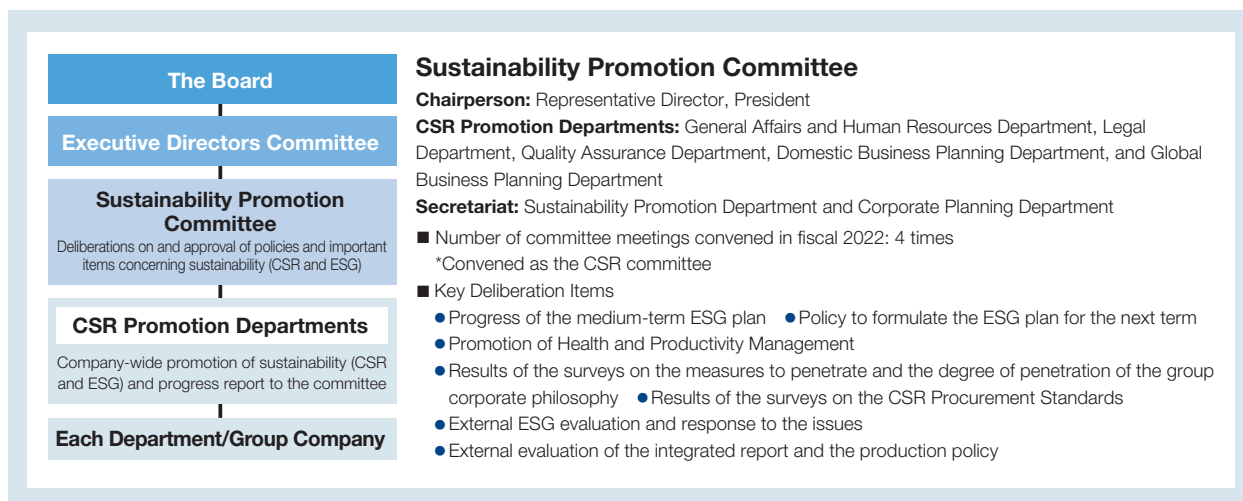 The Board
Executive Directors Committee
Sustainability Promotion
Committee
Deliberations on and approval of policies and important
items concerning sustainability (CSR and ESG)
CSR Promotion Departments
Company-wide promotion of sustainability (CSR
and ESG) and progress report to the committee
Each Department/Group Company
Sustainability Promotion Committee
Chairperson: Representative Director, President
CSR Promotion Departments: General Affairs and Human Resources Department, Legal
Department, Quality Assurance Department, Domestic Business Planning Department, and Global
Business Planning Department
Secretariat: Sustainability Promotion Department and Corporate Planning Department
■ Number of committee meetings convened in fiscal 2022: 4 times
*Convened as the CSR committee
■ Key Deliberation Items
● Progress of the medium-term ESG plan ● Policy to formulate the ESG plan for the next term
● Promotion of Health and Productivity Management
● Results of the surveys on the measures to penetrate and the degree of penetration of the group
corporate philosophy ● Results of the surveys on the CSR Procurement Standards
● External ESG evaluation and response to the issues
● External evaluation of the integrated report and the production policy